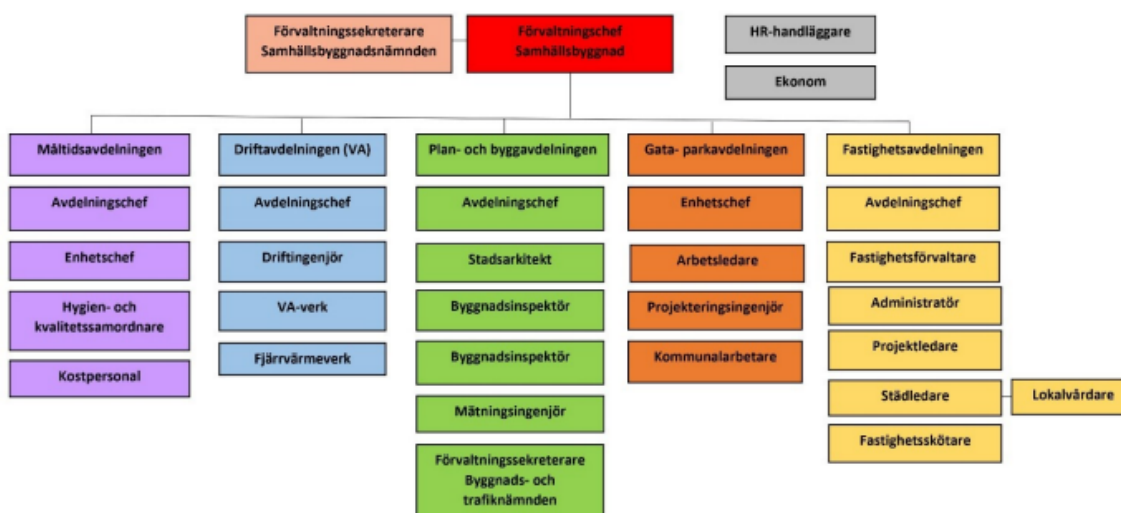 Förvaltningssekreterare
Samhällsbyggnadsnämnden
Förvaltningschef
Samhällsbyggnad
HR-handläggare
Ekonom
Måltidsavdelningen
Avdelningschef
Enhetschef
Hygien- och
kvalitetssamordnare
Kostpersonal
Driftavdelningen (VA)
Avdelningschef
Driftingenjör
VA-verk
Fjärrvärmeverk
Plan- och byggavdelningen
Avdelningschef
Stadsarkitekt
Byggnadsinspektör
Byggnadsinspektör
Mätningsingenjör
Förvaltningssekreterare
Byggnads- och
trafiknämnden
Gata- parkavdelningen
Enhetschef
Arbetsledare
Projekteringsingenjör
Kommunalarbetare
Fastighetsavdelningen
Avdelningschef
Fastighetsförvaltare
Administratör
Projektledare
Städledare
Lokalvårdare
Fastighetsskötare